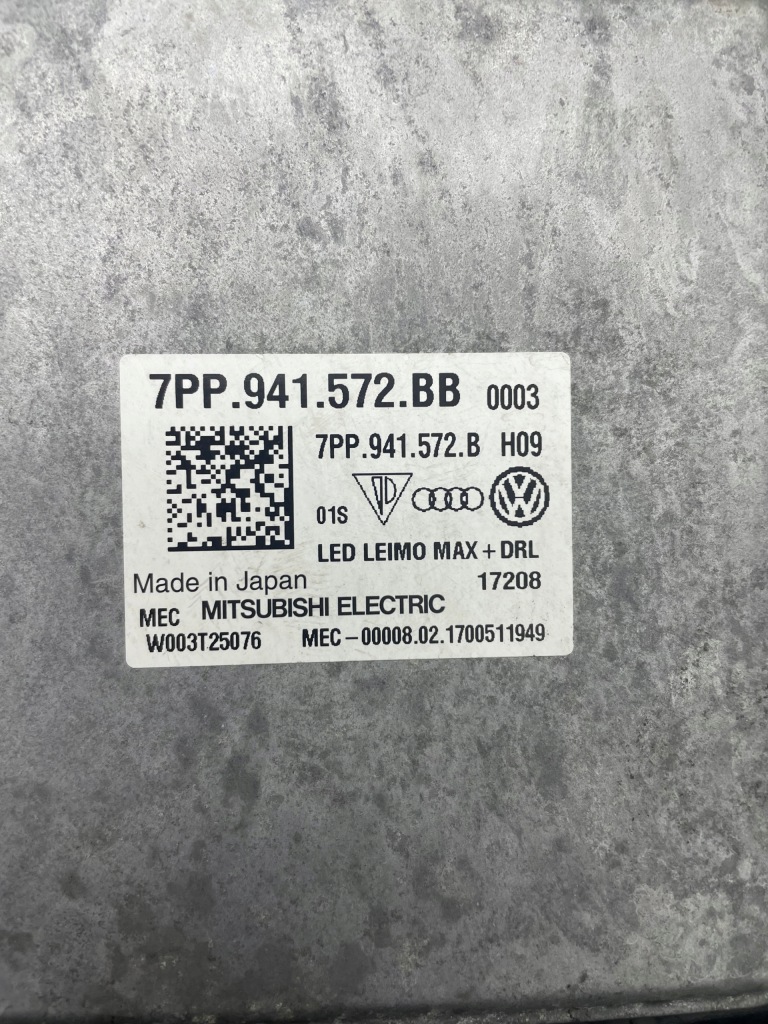 7PP.941.572.BB 0003
7PP.941.572.B H09
01S
LED LEIMO MAX + DRL
Made in Japan 17208
MEC MITSUBISHI ELECTRIC
W003T25076 MEC-00008.02.1700511949